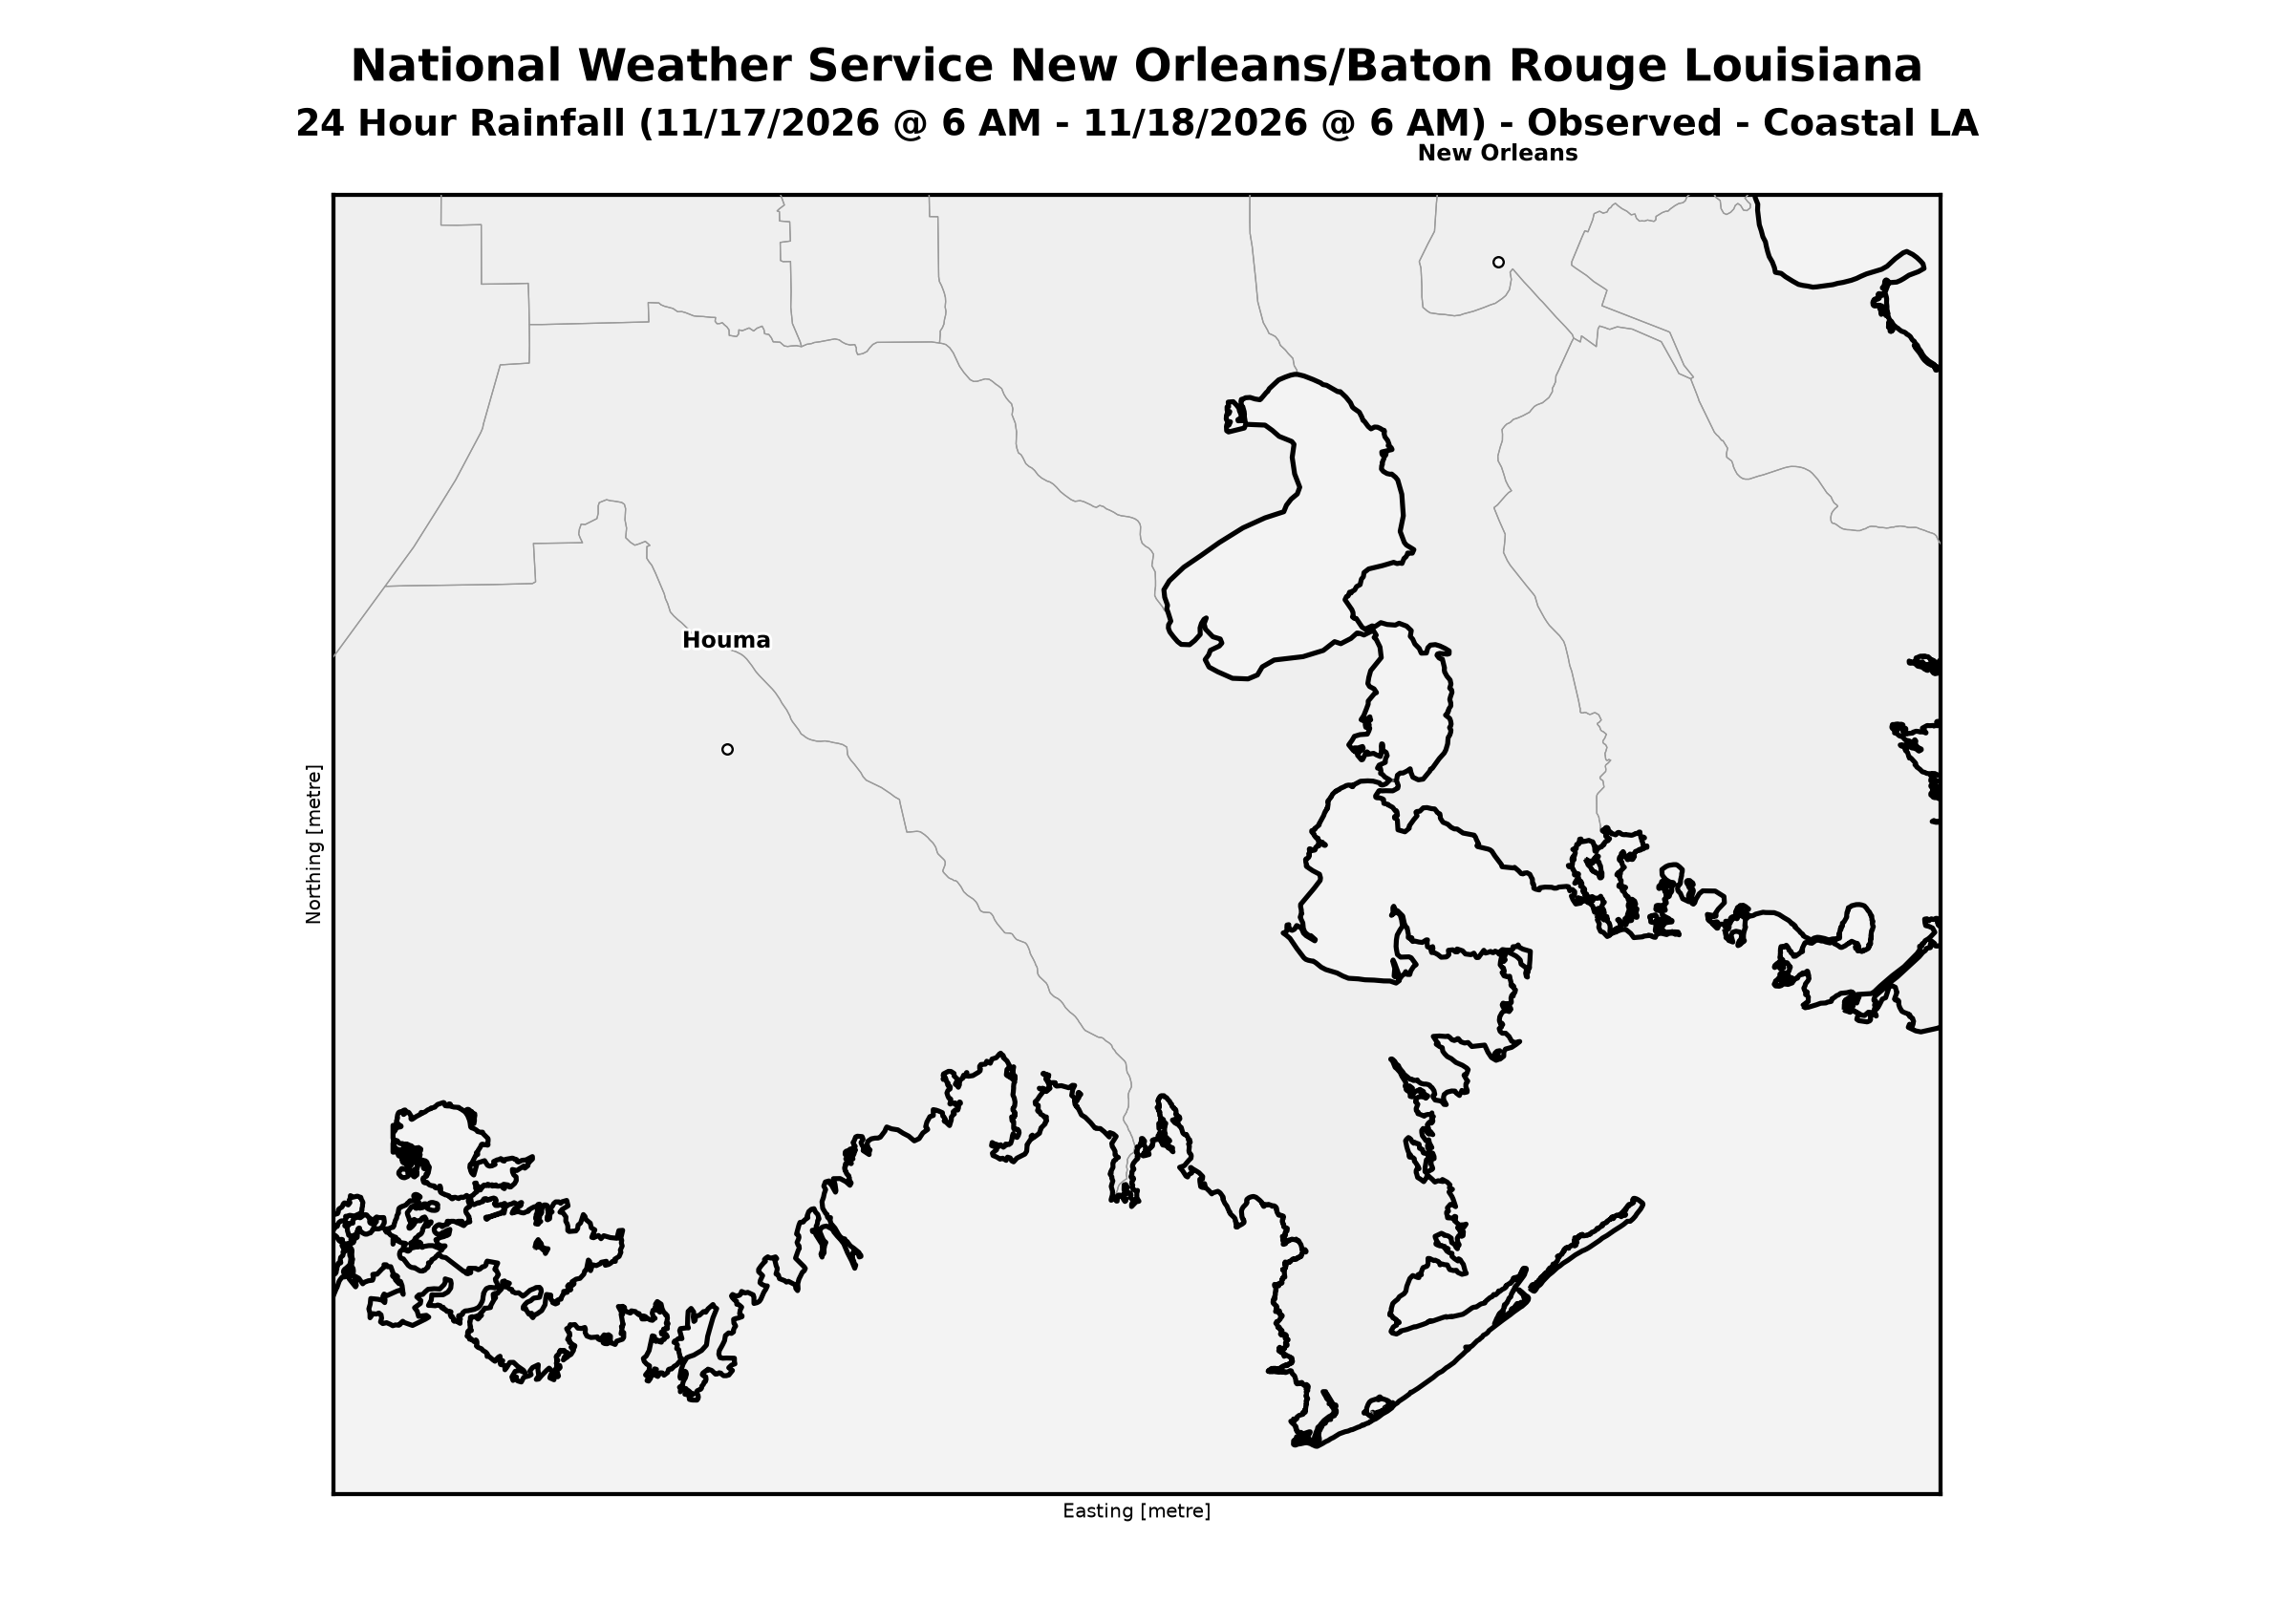 National Weather Service New Orleans/Baton Rouge Louisiana
24 Hour Rainfall (11/17/2026 @ 6 AM - 11/18/2026 @ 6 AM) - Observed - Coastal LA
New Orleans
Houma
Northing [metre]
Easting [metre]